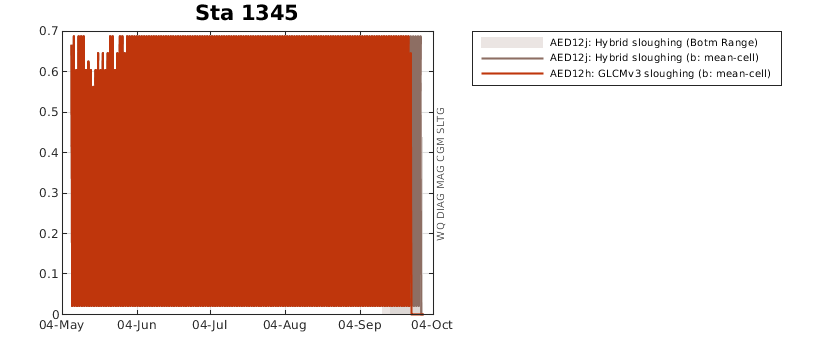 Sta 1345
0.7
0.6
0.5
0.4
0.3
0.2
0.1
0
04-May 04-Jun 04-Jul 04-Aug 04-Sep 04-Oct
WQ DIAG MAG CGM SLTG
AED12j: Hybrid sloughing (Botm Range)
AED12j: Hybrid sloughing (b: mean-cell)
AED12h: GLCMv3 sloughing (b: mean-cell)